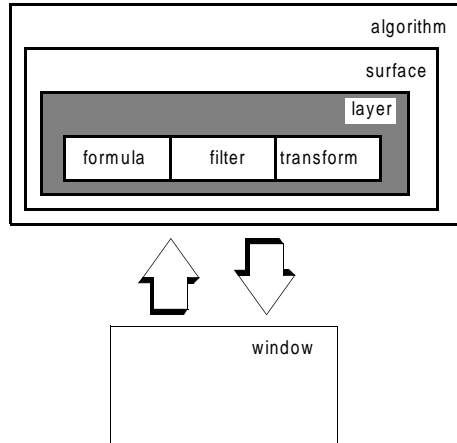 algorithm
surface
layer
formula filter transform
window